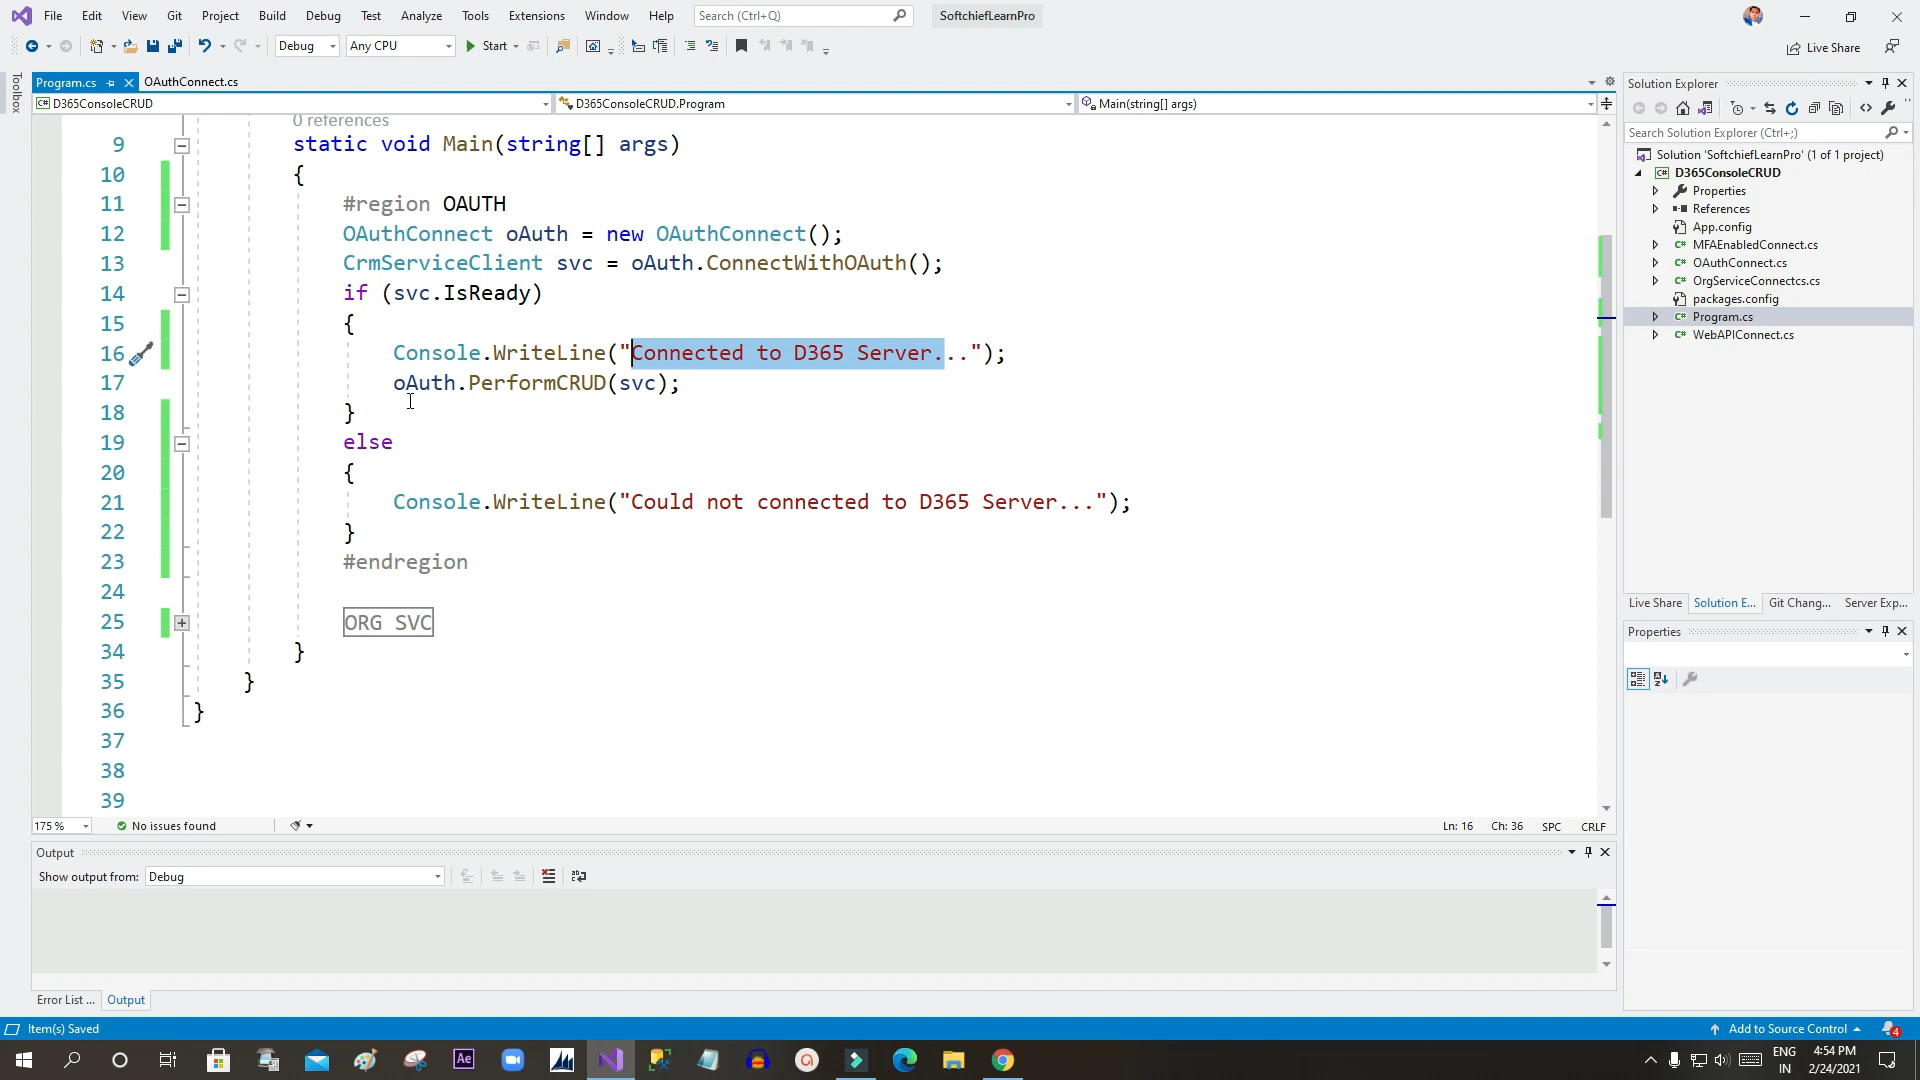 File Edit View Git Project Build Debug Test Analyze Tools Extensions Window Help Search (Ctrl+Q) SoftchiefLearnPro
Debug Any CPU Start Live Share
Toolbox
Program.cs OAuthConnect.cs
D365ConsoleCRUD D365ConsoleCRUD.Program Main(string[] args)
0 references
9 static void Main(string[] args)
10 {
11 #region OAUTH
12 OAuthConnect oAuth = new OAuthConnect();
13 CrmServiceClient svc = oAuth.ConnectWithOAuth();
14 if (svc.IsReady)
15 {
16 Console.WriteLine("Connected to D365 Server...");
17 oAuth.PerformCRUD(svc);
18 }
19 else
20 {
21 Console.WriteLine("Could not connected to D365 Server...");
22 }
23 #endregion
24
25 ORG SVC
34 }
35 }
36 }
37
38
39
175 % No issues found Ln: 16 Ch: 36 SPC CRLF
Output
Show output from: Debug
Error List ... Output
Solution Explorer
Search Solution Explorer (Ctrl+;)
Solution 'SoftchiefLearnPro' (1 of 1 project)
D365ConsoleCRUD
Properties
References
App.config
MFAEnabledConnect.cs
OAuthConnect.cs
OrgServiceConnectcs.cs
packages.config
Program.cs
WebAPIConnect.cs
Live Share Solution E... Git Chang... Server Exp...
Properties
Item(s) Saved Add to Source Control 4
Ae
ENG
IN
4:54 PM
2/24/2021